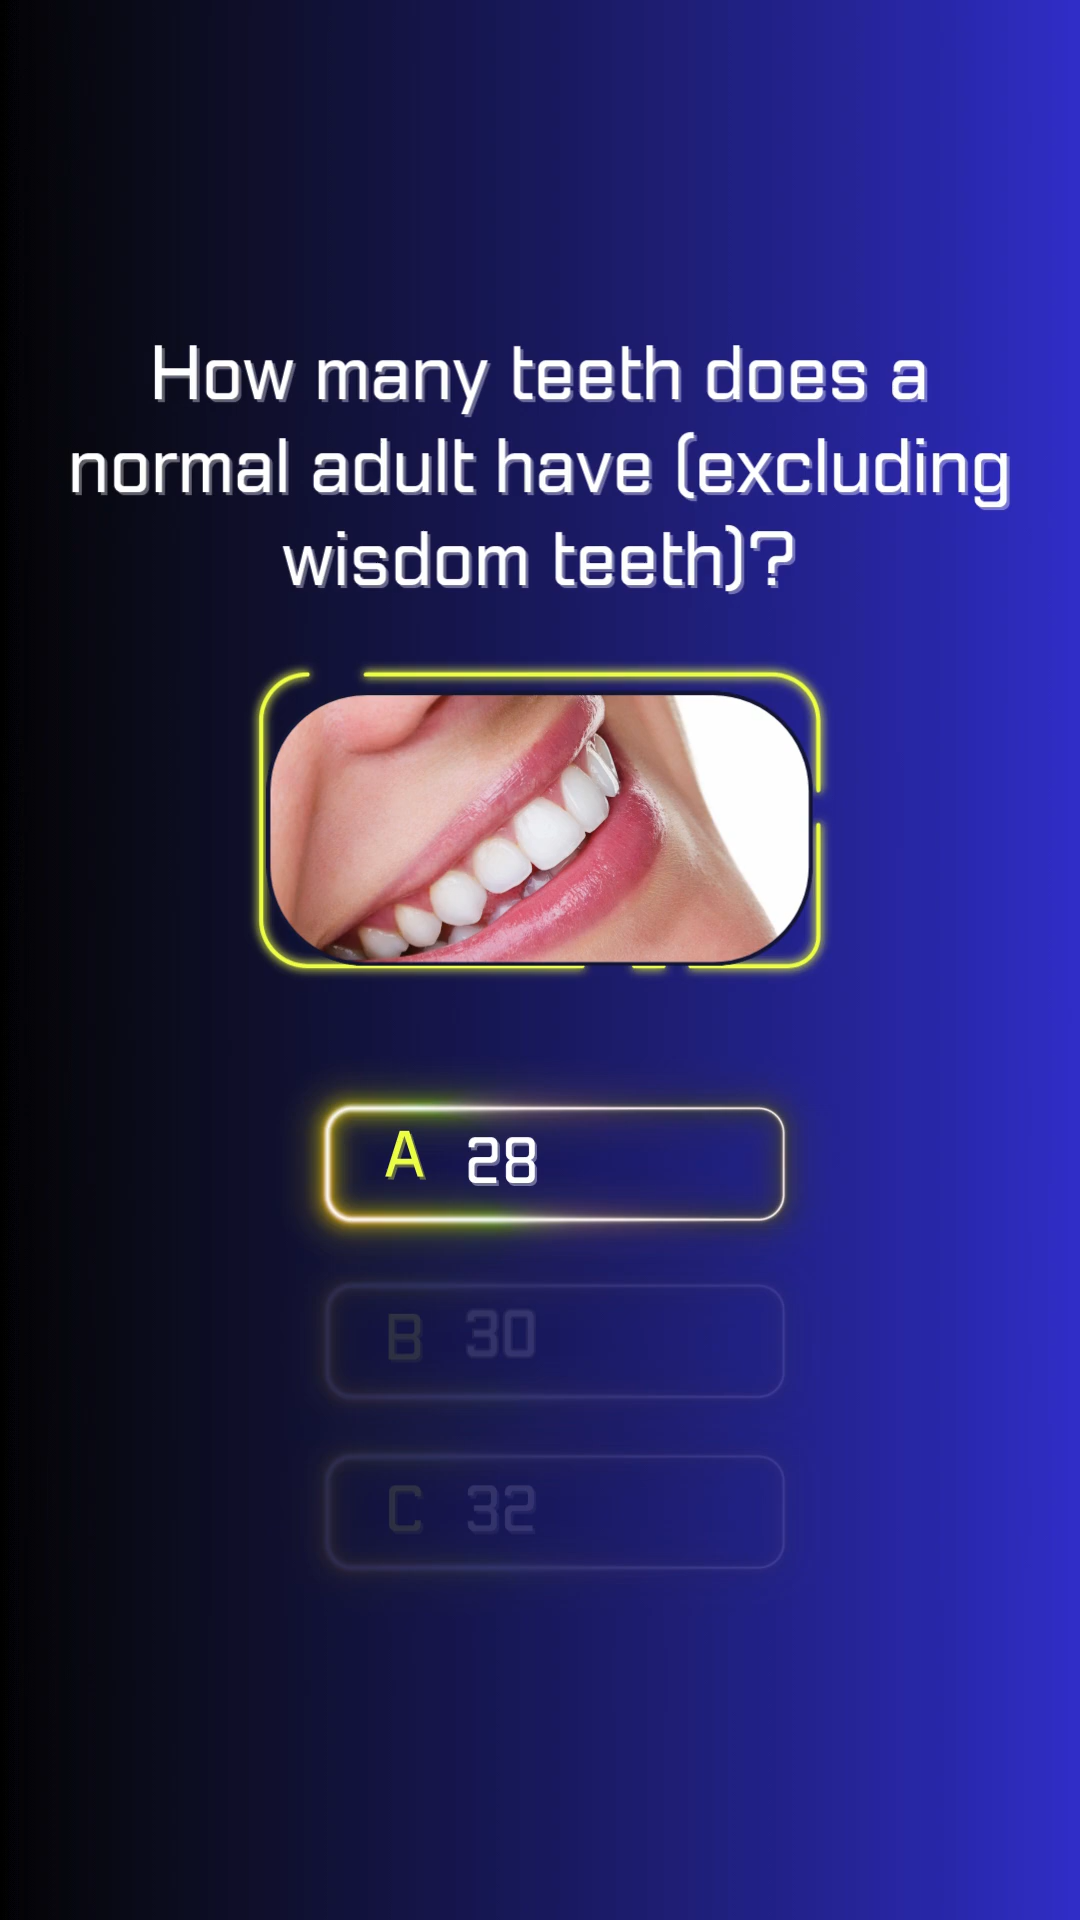 How many teeth does a
normal adult have (excluding
wisdom teeth)?
A 28
B 30
C 32